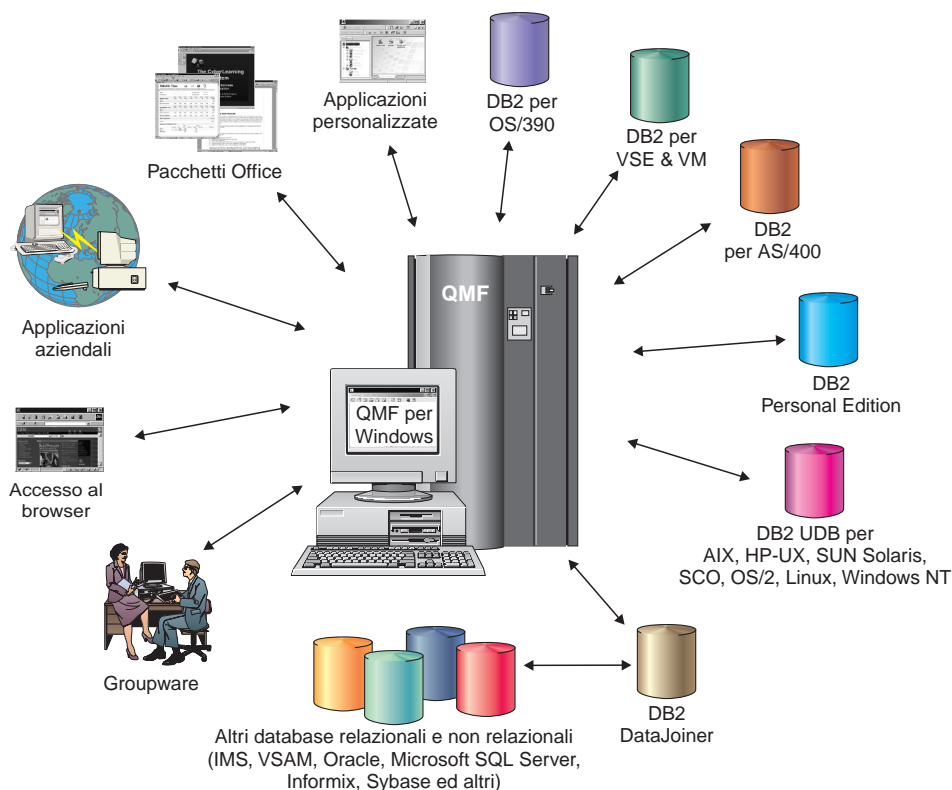 The CyberLearning
Applicazioni
personalizzate
DB2 per
OS/390
DB2 per
VSE & VM
Pacchetti Office
DB2
per AS/400
QMF
Applicazioni
aziendali
DB2
Personal Edition
QMF per
Windows
Accesso al
browser
DB2 UDB per
AIX, HP-UX, SUN Solaris,
SCO, OS/2, Linux, Windows NT
Groupware
DB2
DataJoiner
Altri database relazionali e non relazionali
(IMS, VSAM, Oracle, Microsoft SQL Server,
Informix, Sybase ed altri)